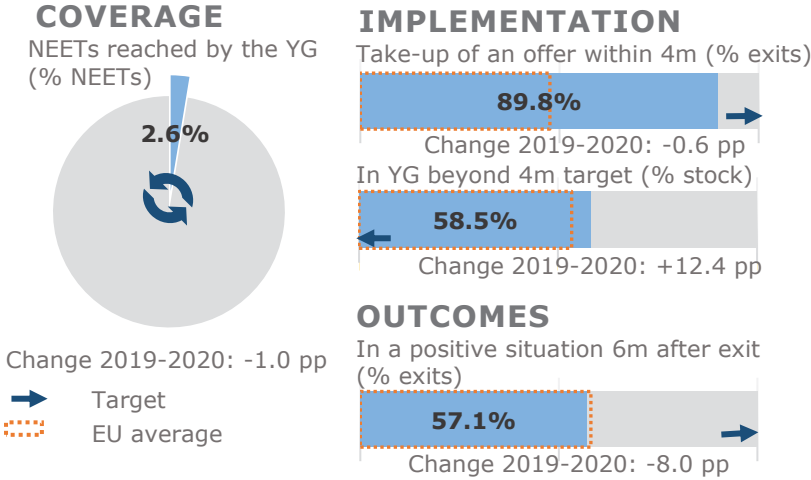 COVERAGE
NEETs reached by the YG
(% NEETs)
2.6%
Change 2019-2020: -1.0 pp
Target
EU average
IMPLEMENTATION
Take-up of an offer within 4m (% exits)
89.8%
Change 2019-2020: -0.6 pp
In YG beyond 4m target (% stock)
58.5%
Change 2019-2020: +12.4 pp
OUTCOMES
In a positive situation 6m after exit
(% exits)
57.1%
Change 2019-2020: -8.0 pp